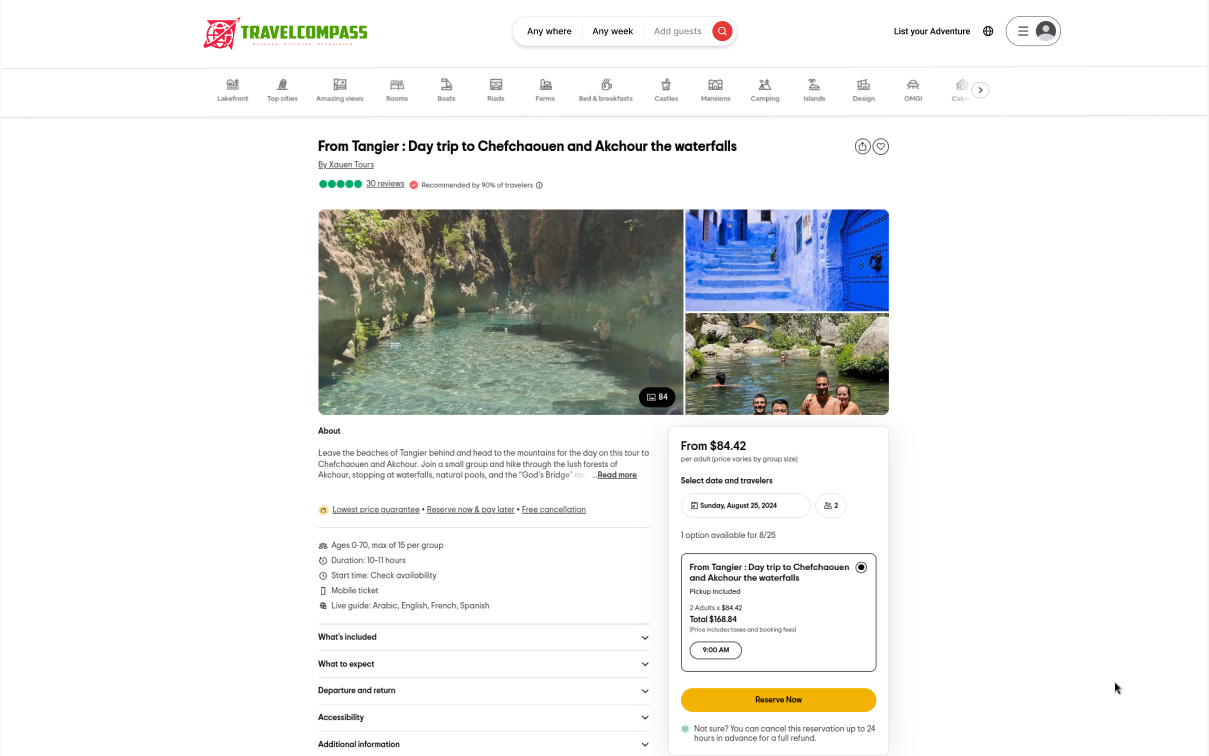 TRAVELCOMPASS
Any where
Any week
Add guests
List your Adventure
Lakefront
Top cities
Amazing views
Rooms
Boats
Riads
Farms
Bed & breakfasts
Castles
Mansions
Camping
Islands
Design
OMG!
From Tangier : Day trip to Chefchaouen and Akchour the waterfalls
By Xauen Tours
30 reviews
Recommended by 90% of travelers
84
About
Leave the beaches of Tangier behind and head to the mountains for the day on this tour to
Chefchaouen and Akchour. Join a small group and hike through the lush forests of
Akchour, stopping at waterfalls, natural pools, and the "God's Bridge" ...Read more
Lowest price guarantee • Reserve now & pay later • Free cancellation
Ages 0-70, max of 15 per group
Duration: 10-11 hours
Start time: Check availability
Mobile ticket
Live guide: Arabic, English, French, Spanish
What's included
What to expect
Departure and return
Accessibility
Additional information
From $84.42
per adult (price varies by group size)
Select date and travelers
Sunday, August 25, 2024
2
1 option available for 8/25
From Tangier : Day trip to Chefchaouen
and Akchour the waterfalls
Pickup included
2 Adults x $84.42
Total $168.84
(Price includes taxes and booking fees)
9:00 AM
Reserve Now
Not sure? You can cancel this reservation up to 24
hours in advance for a full refund.